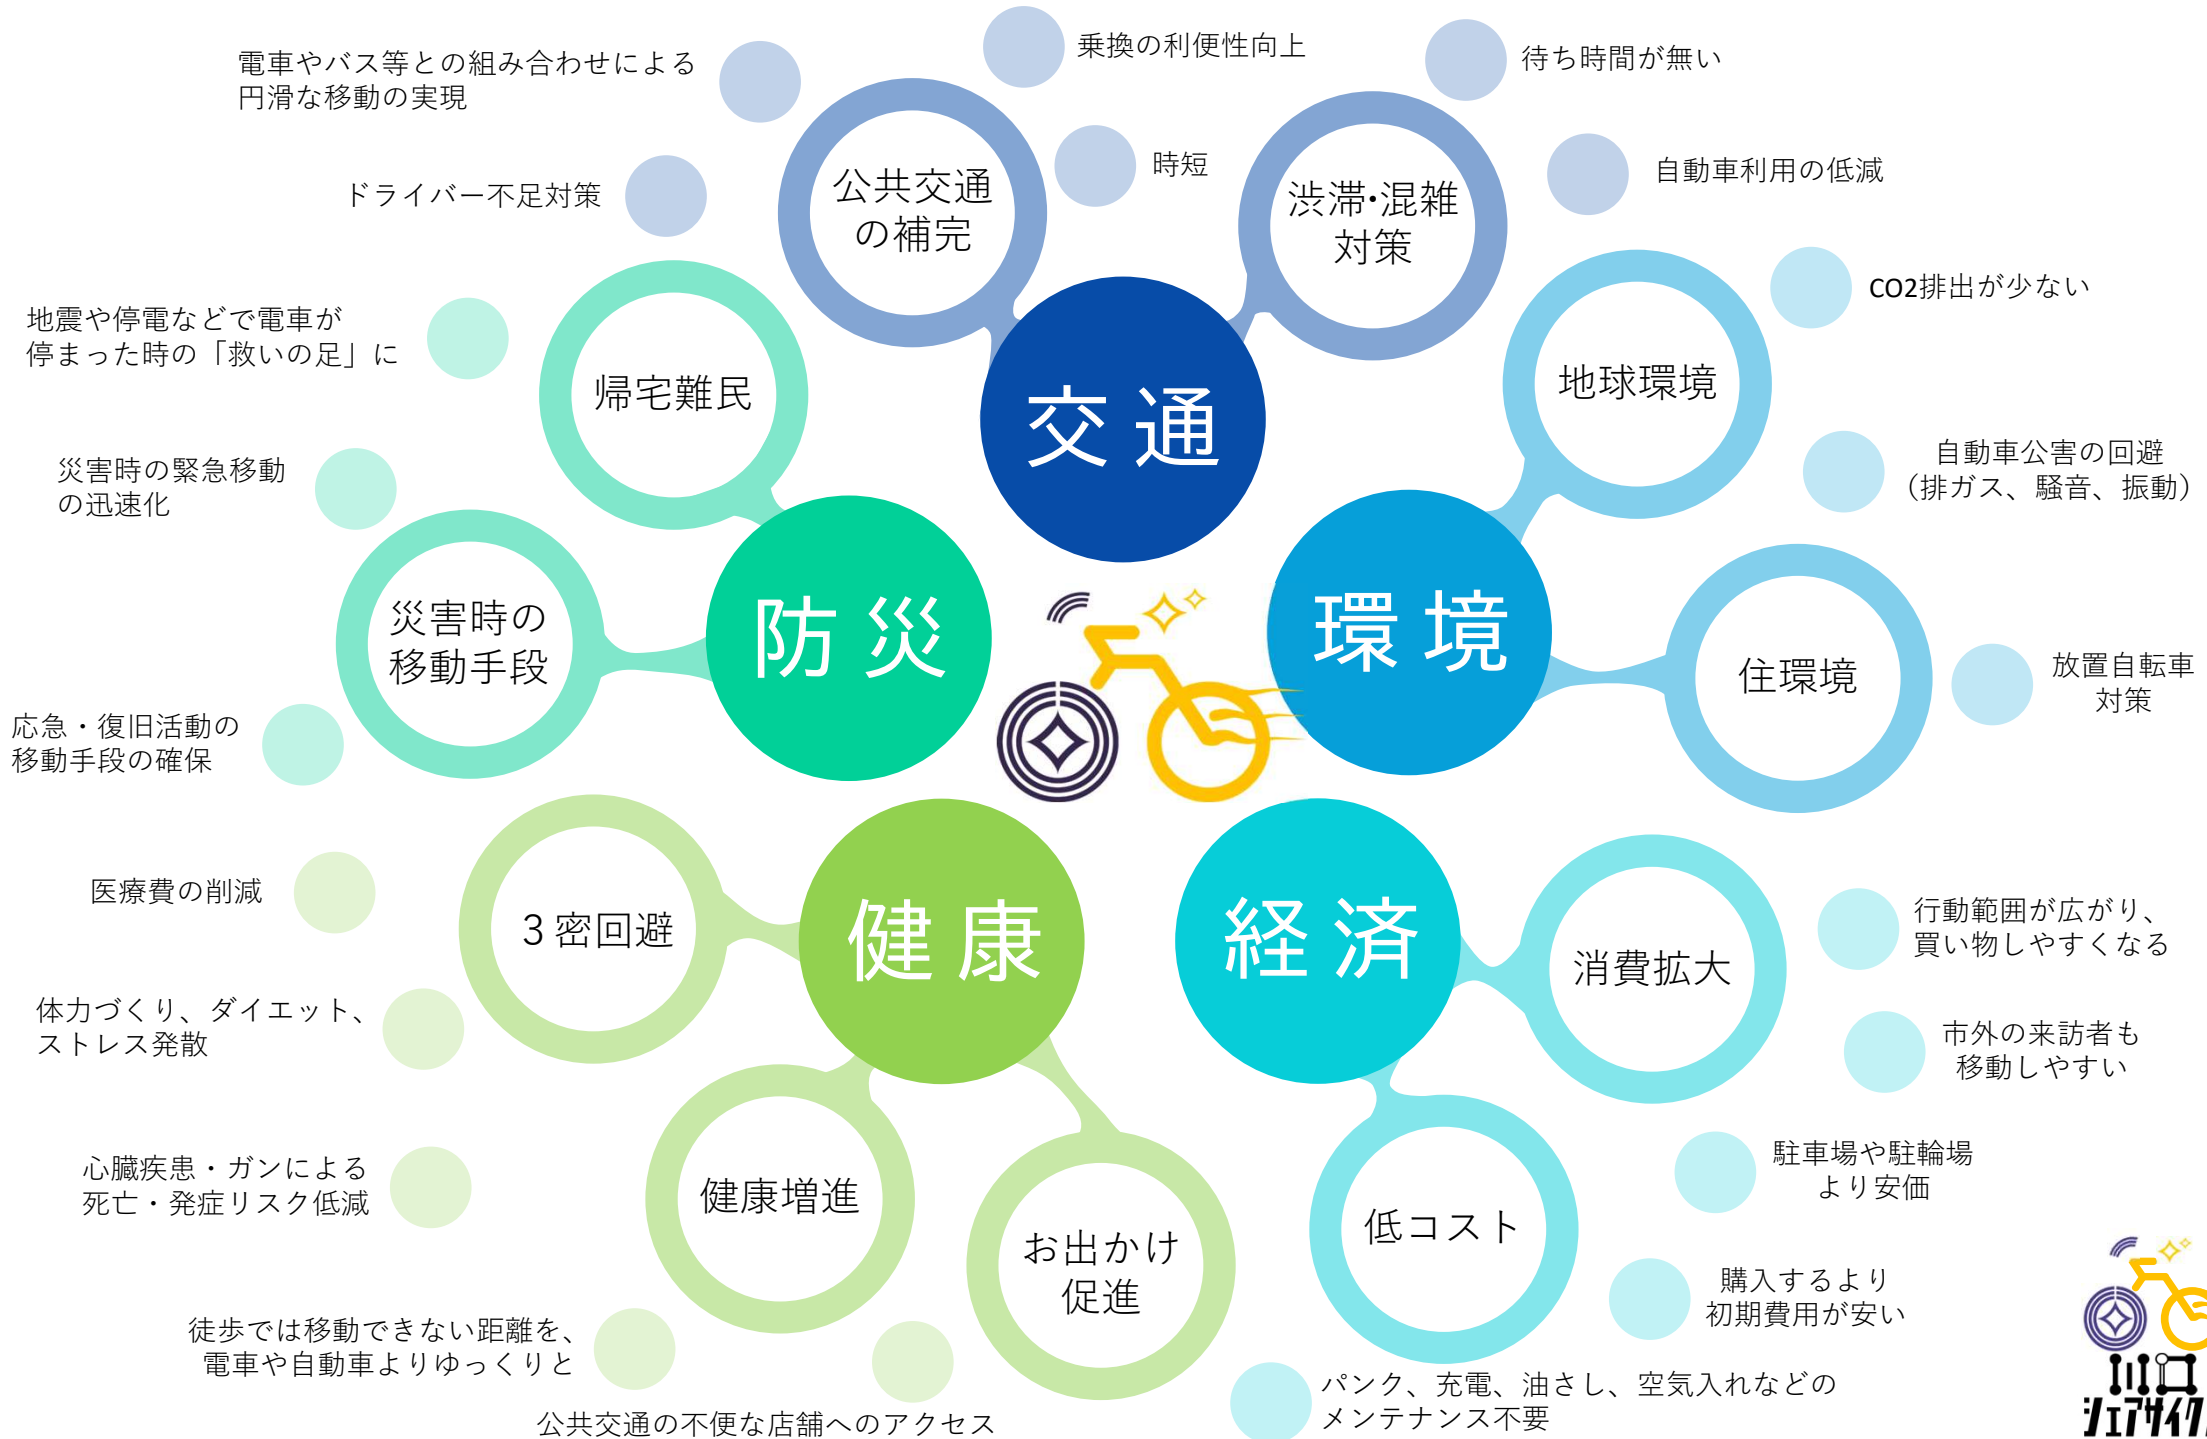 電車やバス等との組み合わせによる
円滑な移動の実現
乗換の利便性向上
待ち時間が無い
ドライバー不足対策
公共交通
の補完
時短
渋滞・混雑
対策
自動車利用の低減
地震や停電などで電車が
停まった時の「救いの足」に
帰宅難民
交通
地球環境
CO2排出が少ない
災害時の緊急移動
の迅速化
自動車公害の回避
（排ガス、騒音、振動）
災害時の
移動手段
防災
環境
住環境
放置自転車
対策
応急・復旧活動の
移動手段の確保
医療費の削減
３密回避
健康
経済
消費拡大
行動範囲が広がり、
買い物しやすくなる
体力づくり、ダイエット、
ストレス発散
市外の来訪者も
移動しやすい
心臓疾患・ガンによる
死亡・発症リスク低減
健康増進
お出かけ
促進
低コスト
駐車場や駐輪場
より安価
購入するより
初期費用が安い
徒歩では移動できない距離を、
電車や自動車よりゆっくりと
公共交通の不便な店舗へのアクセス
パンク、充電、油さし、空気入れなどの
メンテナンス不要
川口
シェアサイク